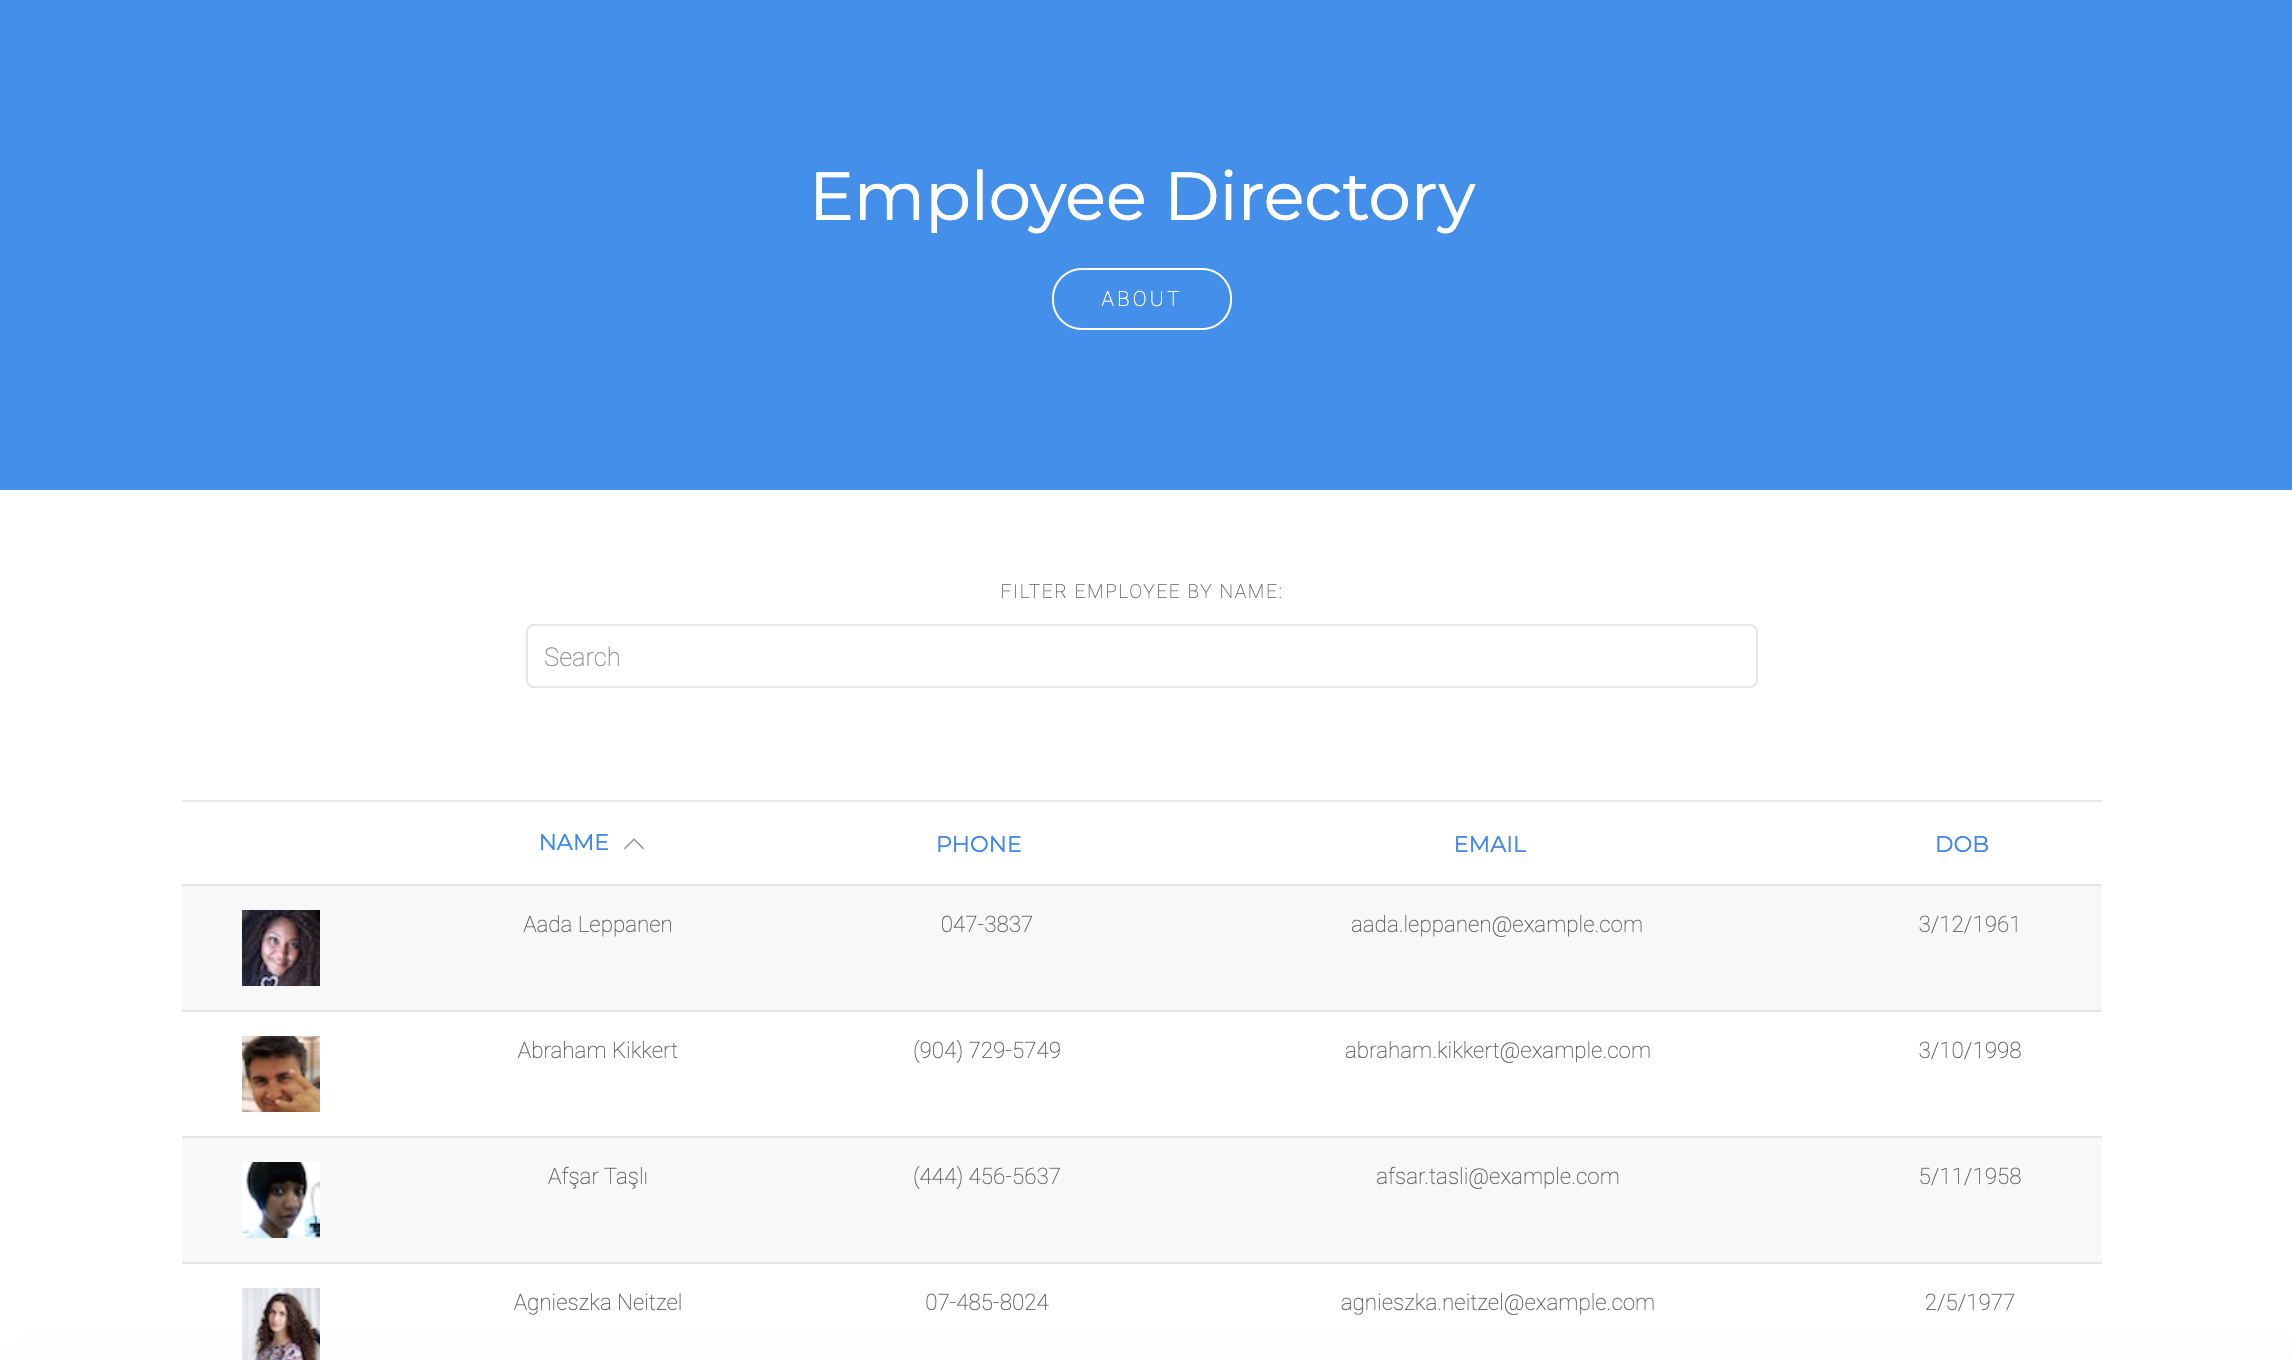 Employee Directory
ABOUT
FILTER EMPLOYEE BY NAME:
Search
NAME PHONE EMAIL DOB
Aada Leppanen 047-3837 aada.leppanen@example.com 3/12/1961
Abraham Kikkert (904) 729-5749 abraham.kikkert@example.com 3/10/1998
Afşar Taşlı (444) 456-5637 afsar.tasli@example.com 5/11/1958
Agnieszka Neitzel 07-485-8024 agnieszka.neitzel@example.com 2/5/1977